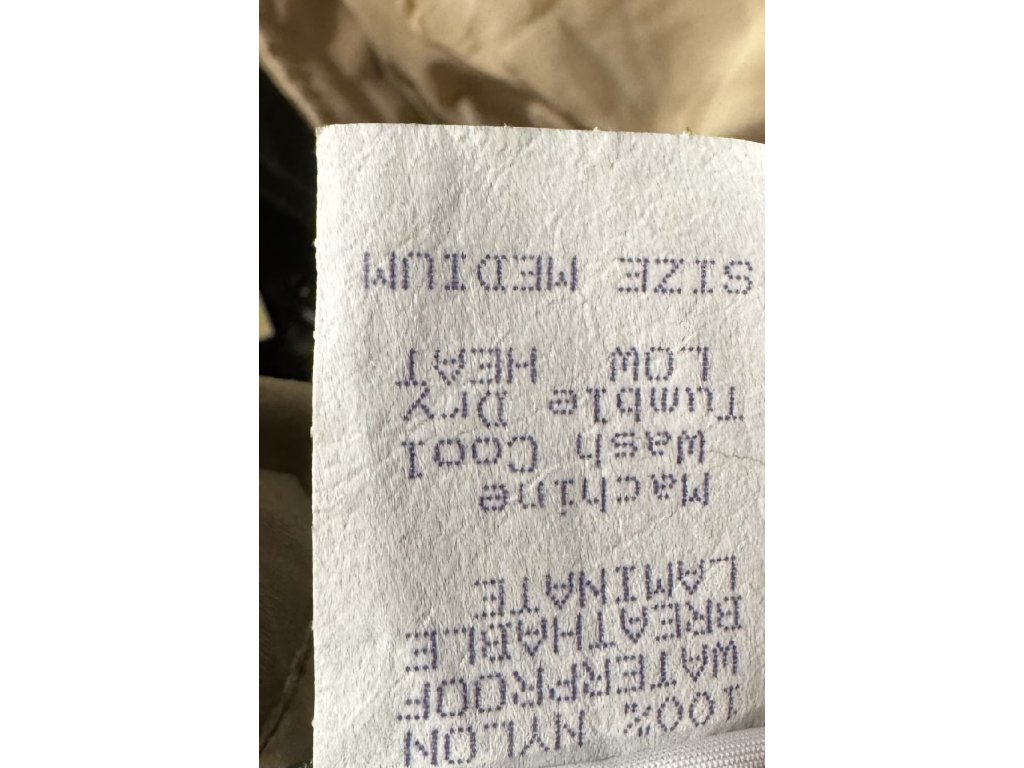 100% NYLON
WATERPROOF
BREATHABLE
LAMINATE
Machine
Wash Cool
Tumble Dry
LOW HEAT
SIZE MEDIUM